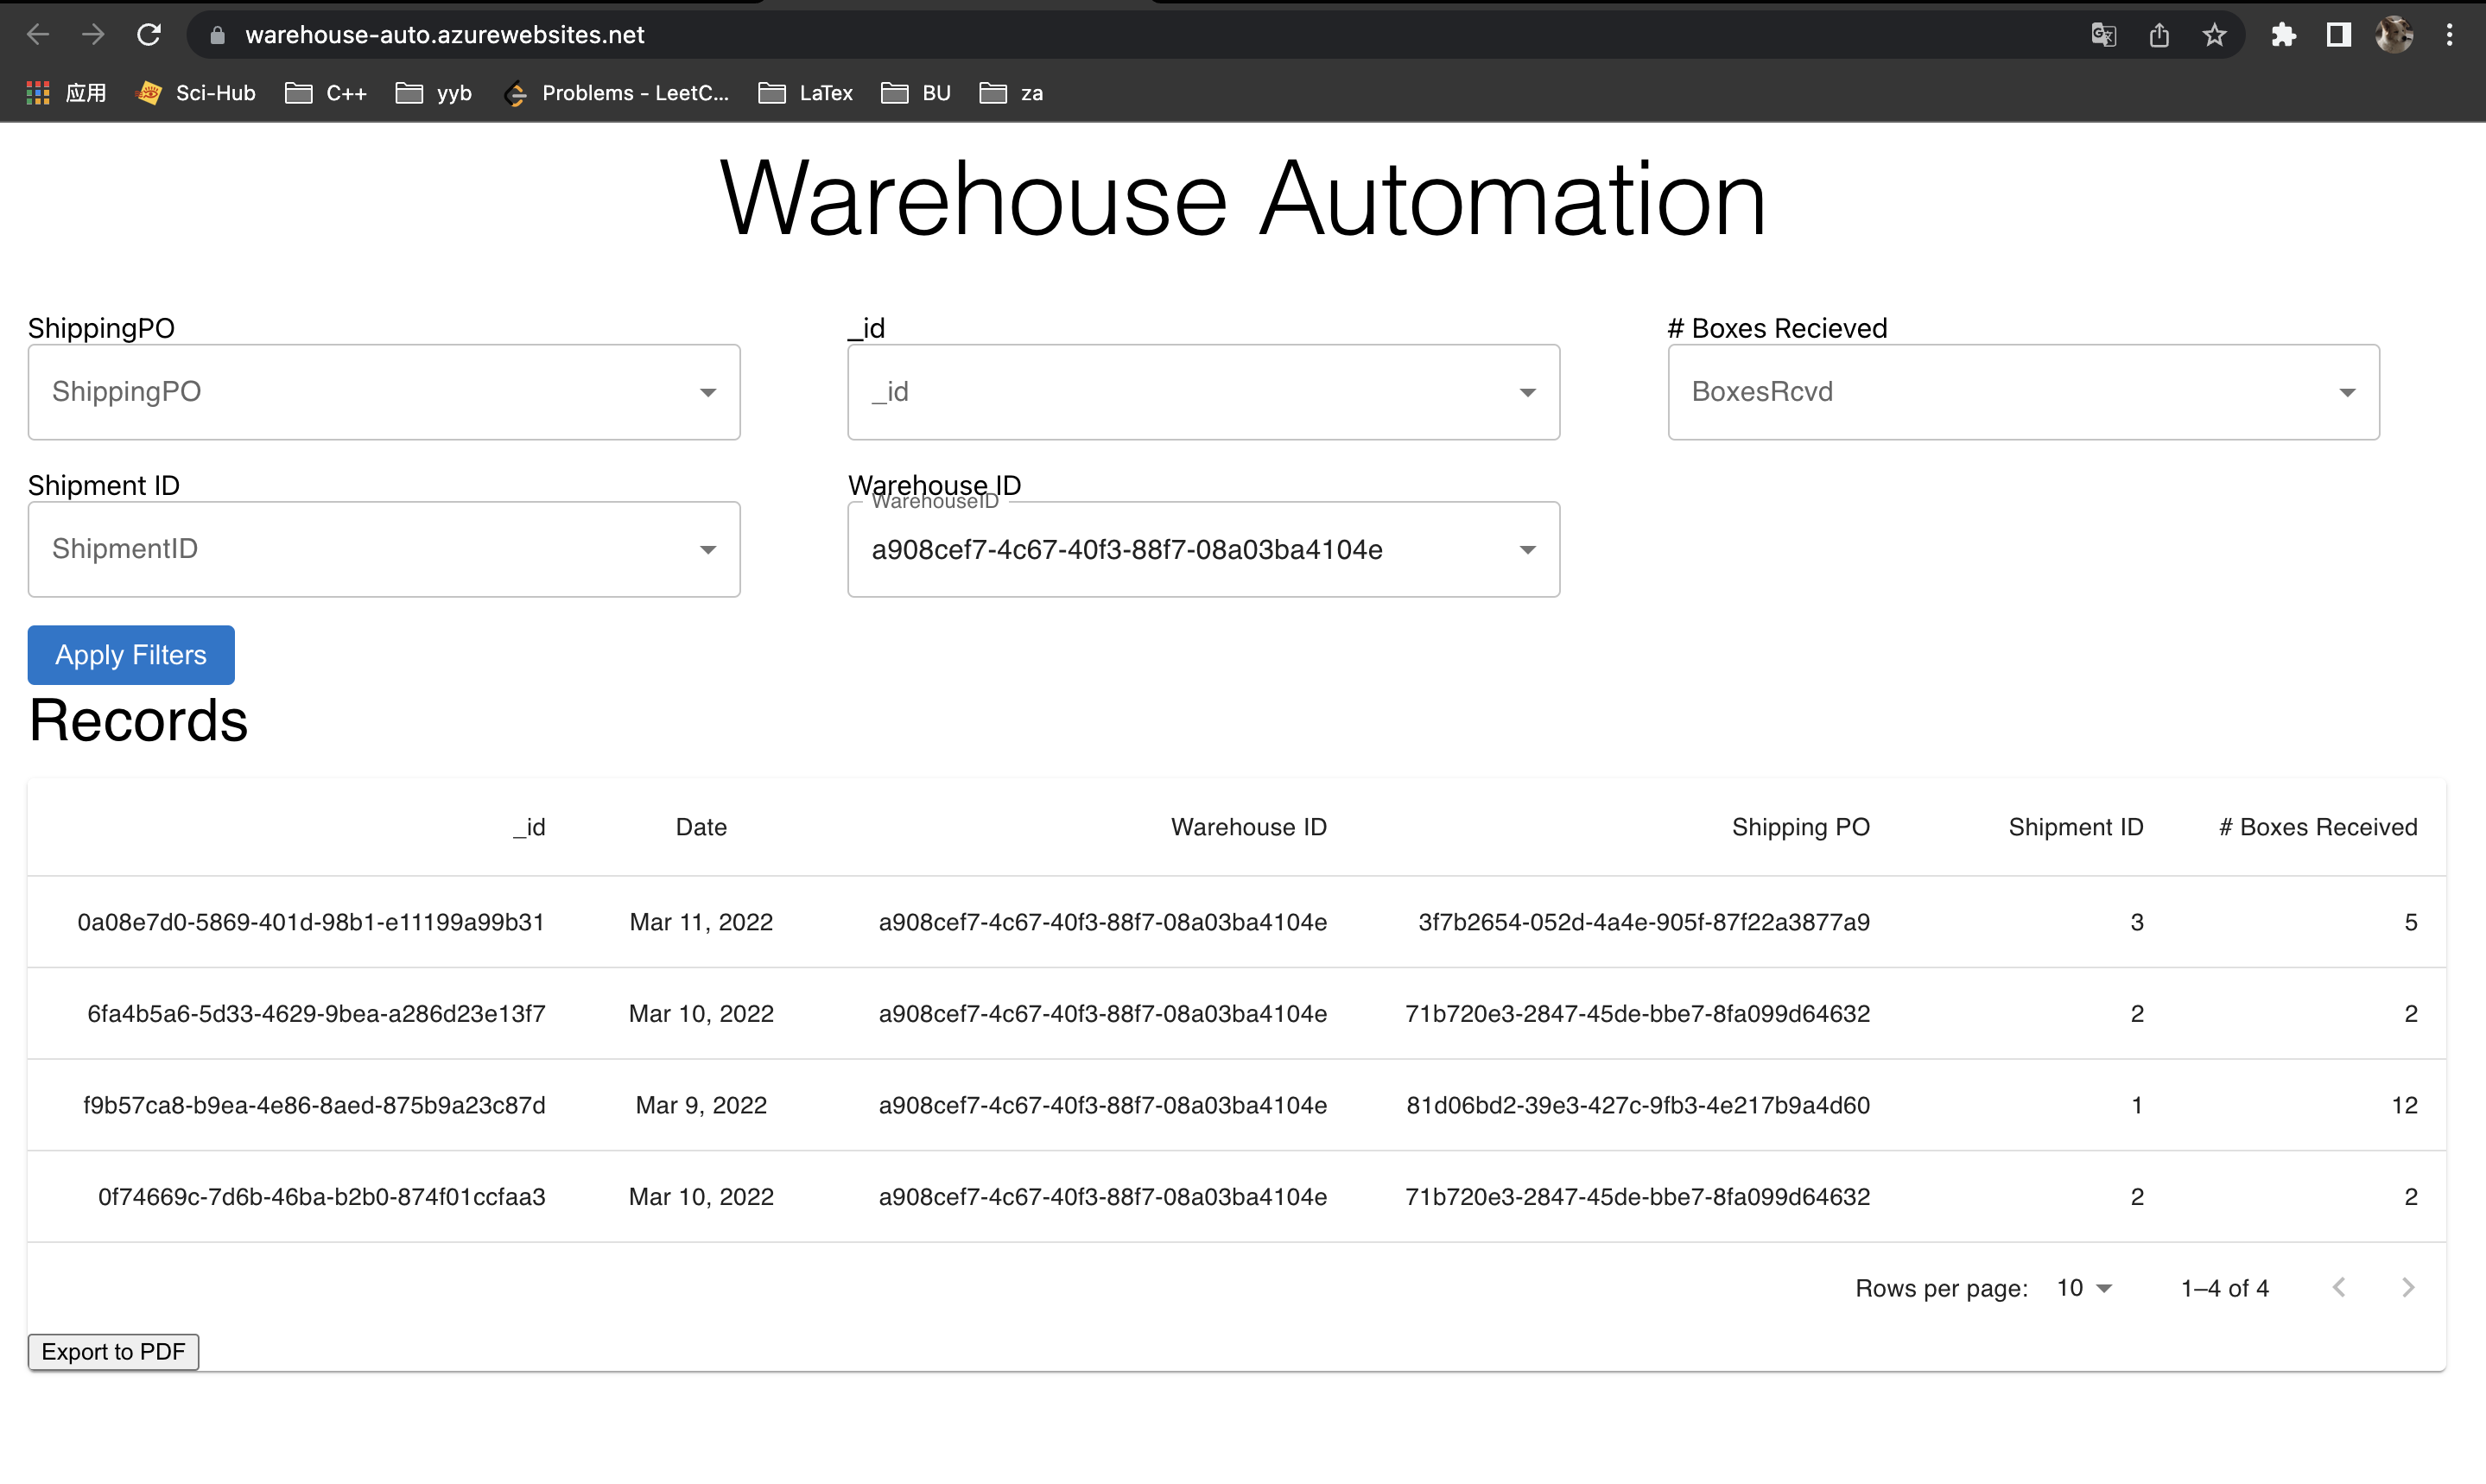 warehouse-auto.azurewebsites.net
应用 Sci-Hub C++ yyb Problems - LeetC... LaTex BU za
Warehouse Automation
ShippingPO _id # Boxes Recieved
ShippingPO _id BoxesRcvd
Shipment ID Warehouse ID
WarehouseID
ShipmentID a908cef7-4c67-40f3-88f7-08a03ba4104e
Apply Filters
Records
_id Date Warehouse ID Shipping PO Shipment ID # Boxes Received
0a08e7d0-5869-401d-98b1-e11199a99b31 Mar 11, 2022 a908cef7-4c67-40f3-88f7-08a03ba4104e 3f7b2654-052d-4a4e-905f-87f22a3877a9 3 5
6fa4b5a6-5d33-4629-9bea-a286d23e13f7 Mar 10, 2022 a908cef7-4c67-40f3-88f7-08a03ba4104e 71b720e3-2847-45de-bbe7-8fa099d64632 2 2
f9b57ca8-b9ea-4e86-8aed-875b9a23c87d Mar 9, 2022 a908cef7-4c67-40f3-88f7-08a03ba4104e 81d06bd2-39e3-427c-9fb3-4e217b9a4d60 1 12
0f74669c-7d6b-46ba-b2b0-874f01ccfaa3 Mar 10, 2022 a908cef7-4c67-40f3-88f7-08a03ba4104e 71b720e3-2847-45de-bbe7-8fa099d64632 2 2
Rows per page: 10 1–4 of 4
Export to PDF